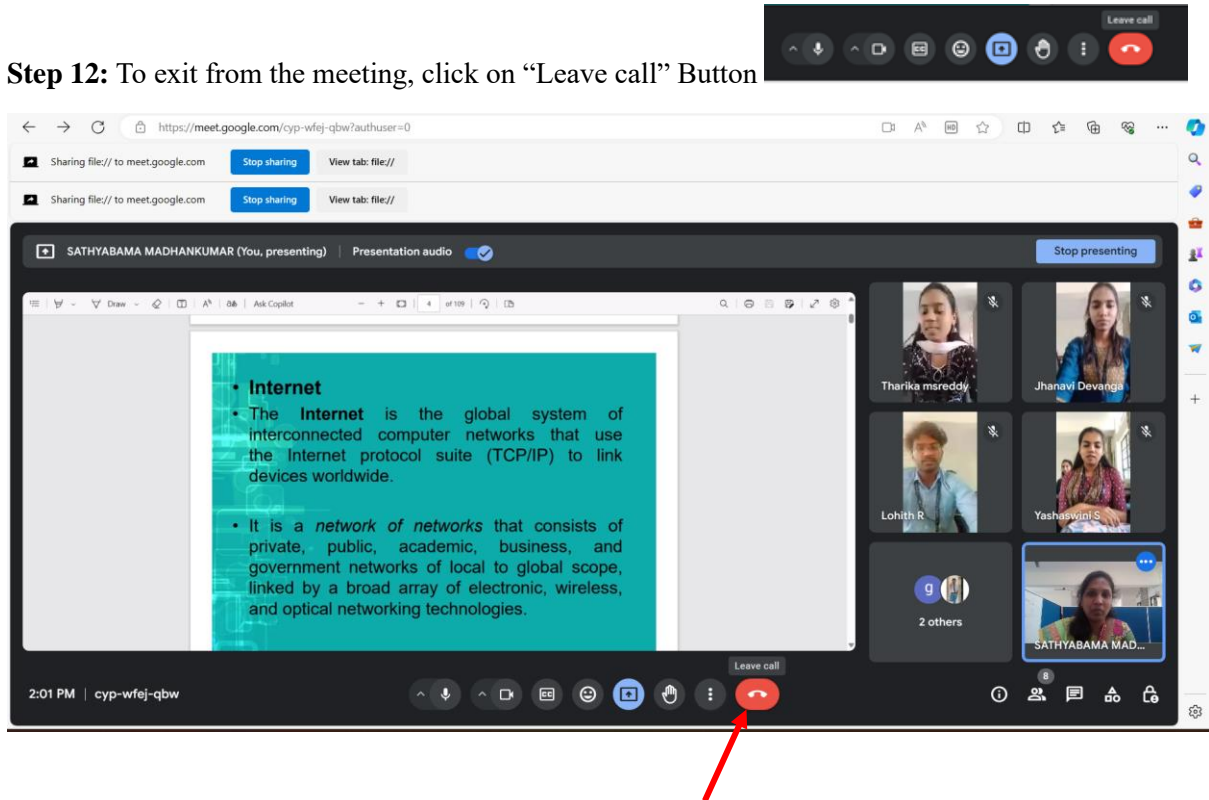 Leave call
Step 12: To exit from the meeting, click on “Leave call” Button
https://meet.google.com/cyp-wfej-qbw?authuser=0
Sharing file:// to meet.google.com Stop sharing View tab: file://
Sharing file:// to meet.google.com Stop sharing View tab: file://
SATHYABAMA MADHANKUMAR (You, presenting) | Presentation audio Stop presenting
Draw Ask Copilot 4 of 109
• Internet
• The Internet is the global system of
interconnected computer networks that use
the Internet protocol suite (TCP/IP) to link
devices worldwide.
• It is a network of networks that consists of
private, public, academic, business, and
government networks of local to global scope,
linked by a broad array of electronic, wireless,
and optical networking technologies.
Tharika msreddy Jhanavi Devanga
Lohith R Yashaswini S
g
2 others SATHYABAMA MAD...
Leave call
2:01 PM | cyp-wfej-qbw 8